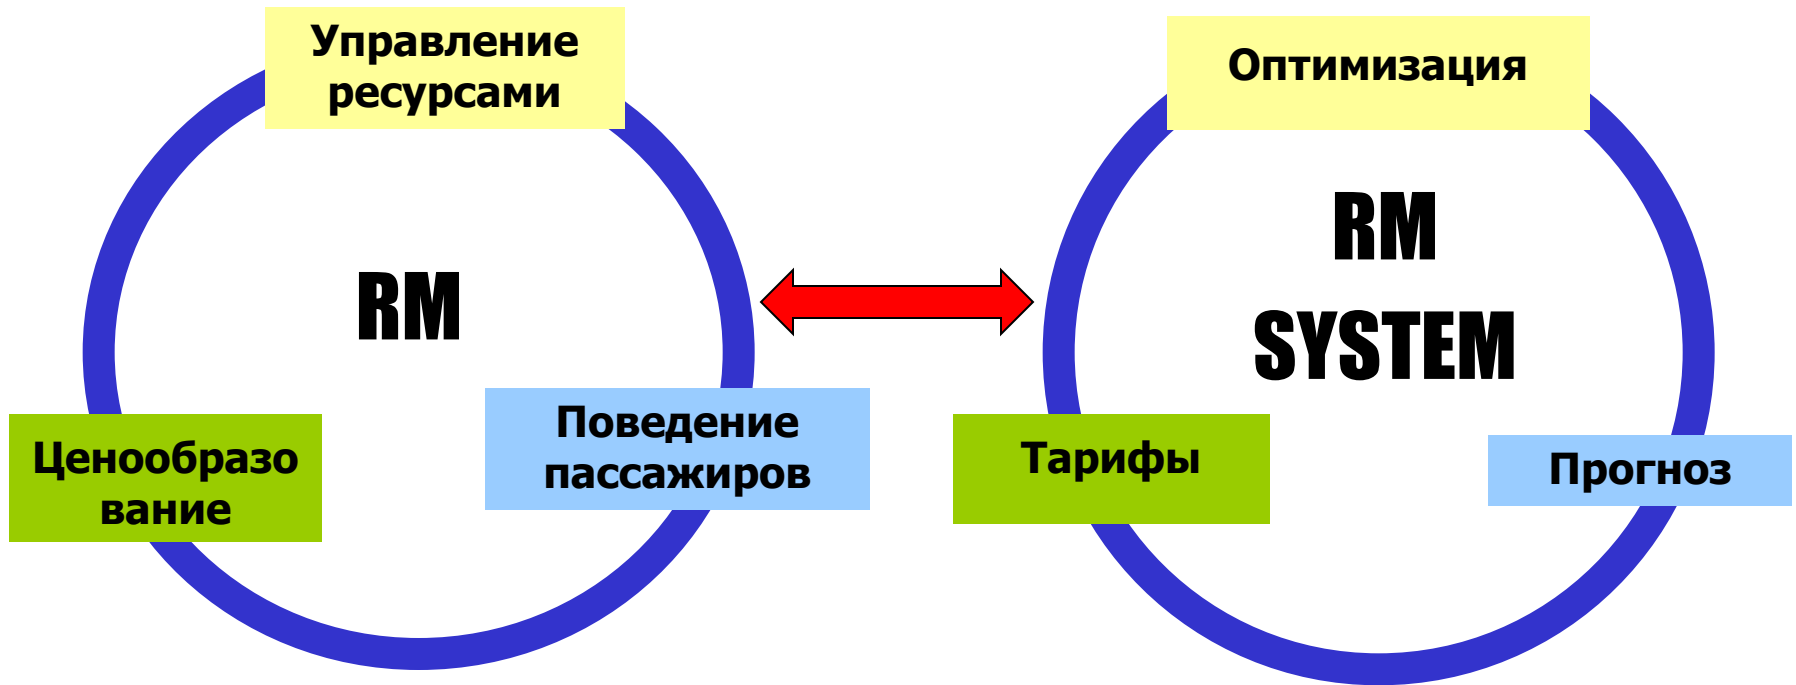 Управление
ресурсами
RM
Ценообразо
вание
Поведение
пассажиров
Оптимизация
RM
SYSTEM
Тарифы
Прогноз